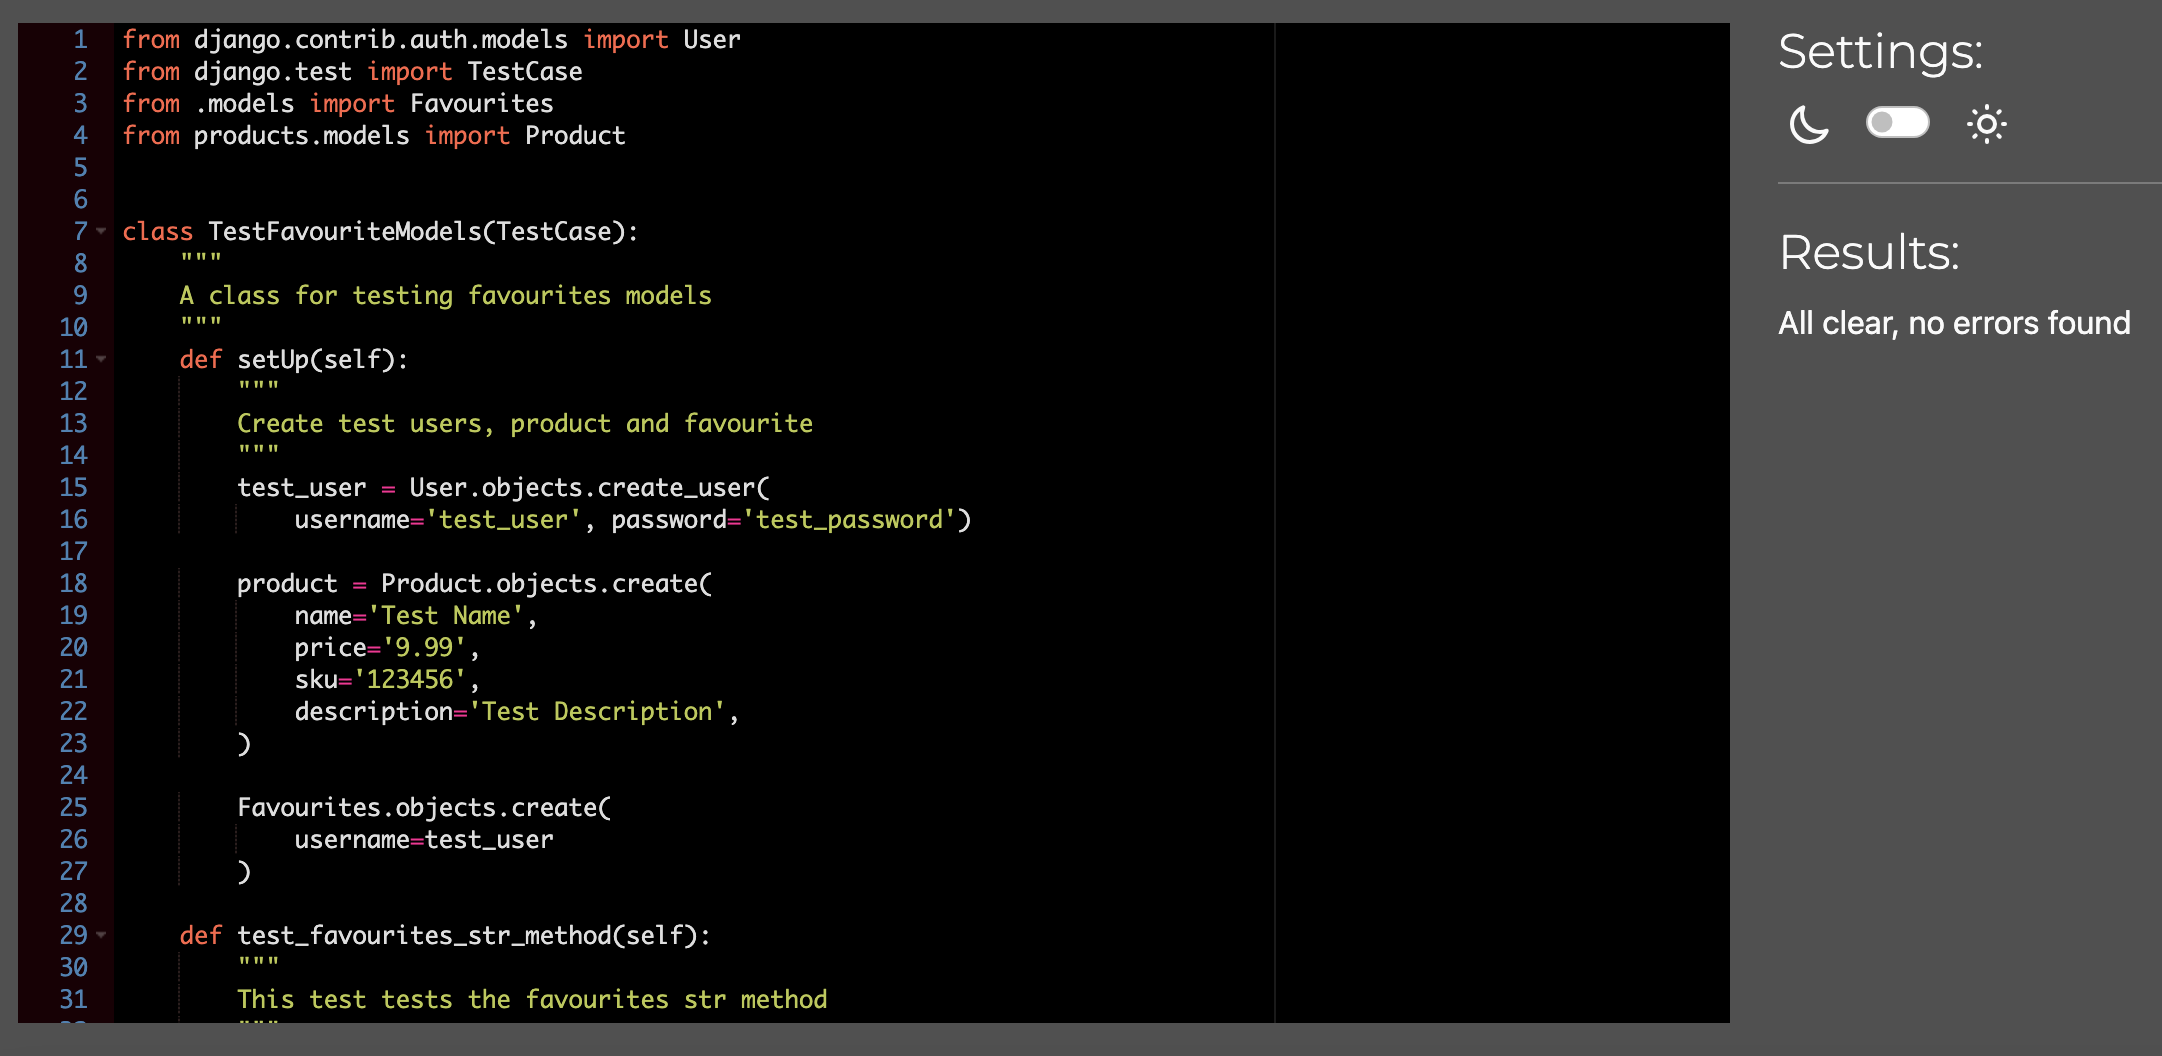 1 from django.contrib.auth.models import User
2 from django.test import TestCase
3 from .models import Favourites
4 from products.models import Product
5
6
7 class TestFavouriteModels(TestCase):
8     """
9     A class for testing favourites models
10     """
11     def setUp(self):
12         """
13         Create test users, product and favourite
14         """
15         test_user = User.objects.create_user(
16             username='test_user', password='test_password')
17
18         product = Product.objects.create(
19             name='Test Name',
20             price='9.99',
21             sku='123456',
22             description='Test Description',
23         )
24
25         Favourites.objects.create(
26             username=test_user
27         )
28
29     def test_favourites_str_method(self):
30         """
31         This test tests the favourites str method
"""
Settings:
Results:
All clear, no errors found